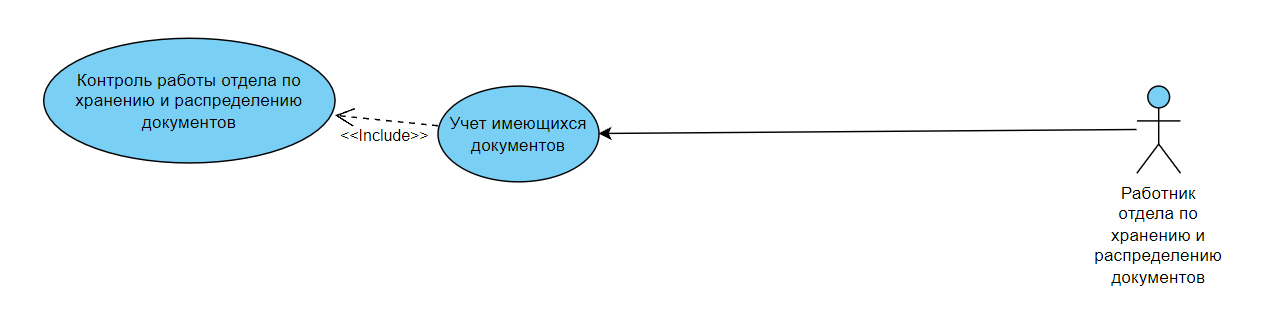 Контроль работы отдела по
хранению и распределению
документов
<<Include>>
Учет имеющихся
документов
Работник
отдела по
хранению и
распределению
документов